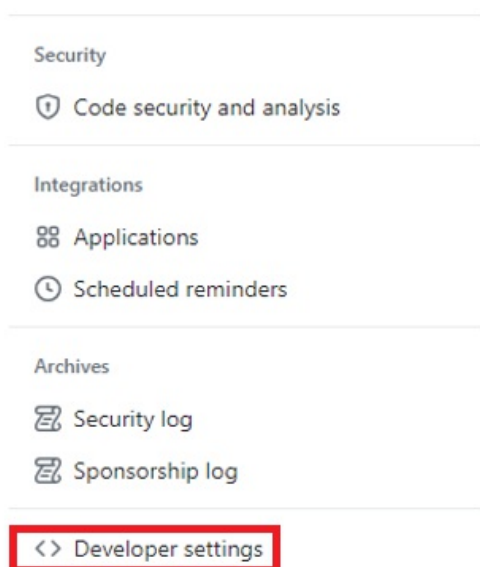 Security
Code security and analysis
Integrations
Applications
Scheduled reminders
Archives
Security log
Sponsorship log
Developer settings